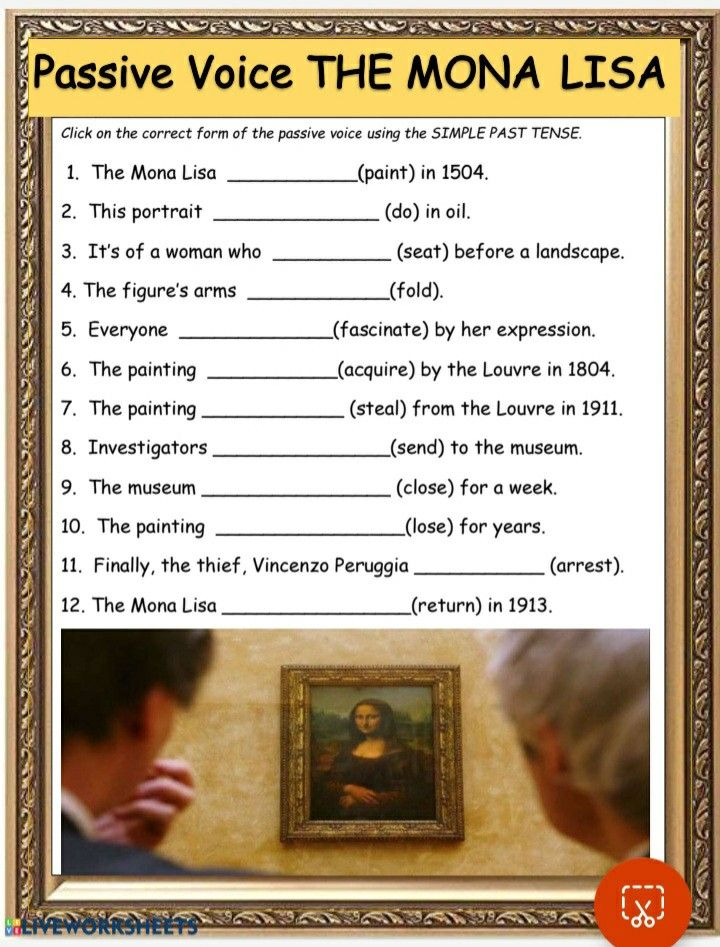 Passive Voice THE MONA LISA
Click on the correct form of the passive voice using the SIMPLE PAST TENSE.
1. The Mona Lisa ____________(paint) in 1504.
2. This portrait ________________ (do) in oil.
3. It's of a woman who ___________ (seat) before a landscape.
4. The figure's arms _____________(fold).
5. Everyone ______________(fascinate) by her expression.
6. The painting ____________(acquire) by the Louvre in 1804.
7. The painting _____________ (steal) from the Louvre in 1911.
8. Investigators ________________(send) to the museum.
9. The museum _________________ (close) for a week.
10. The painting _________________(lose) for years.
11. Finally, the thief, Vincenzo Peruggia ____________ (arrest).
12. The Mona Lisa _________________(return) in 1913.
LIVEWORKSHEETS